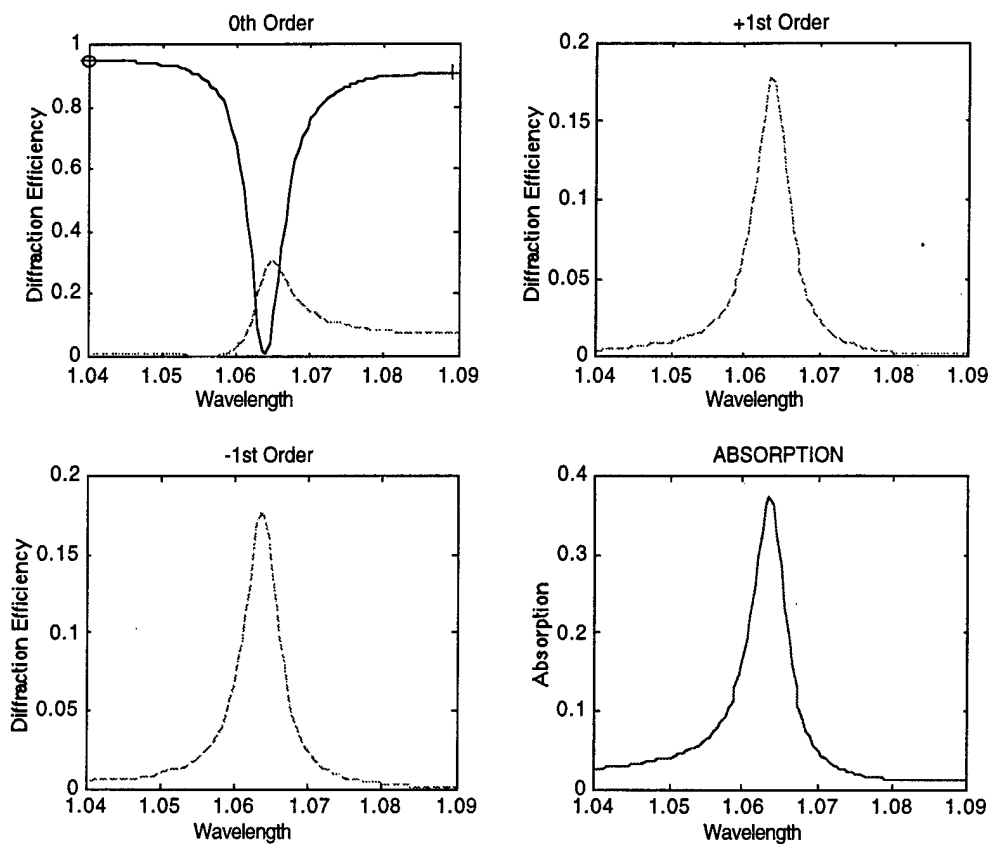 0th Order
1
0.8
0.6
0.4
0.2
0
Diffraction Efficiency
1.04 1.05 1.06 1.07 1.08 1.09
Wavelength
+1st Order
0.2
0.15
0.1
0.05
0
Diffraction Efficiency
1.04 1.05 1.06 1.07 1.08 1.09
Wavelength
-1st Order
0.2
0.15
0.1
0.05
0
Diffraction Efficiency
1.04 1.05 1.06 1.07 1.08 1.09
Wavelength
ABSORPTION
0.4
0.3
0.2
0.1
0
Absorption
1.04 1.05 1.06 1.07 1.08 1.09
Wavelength